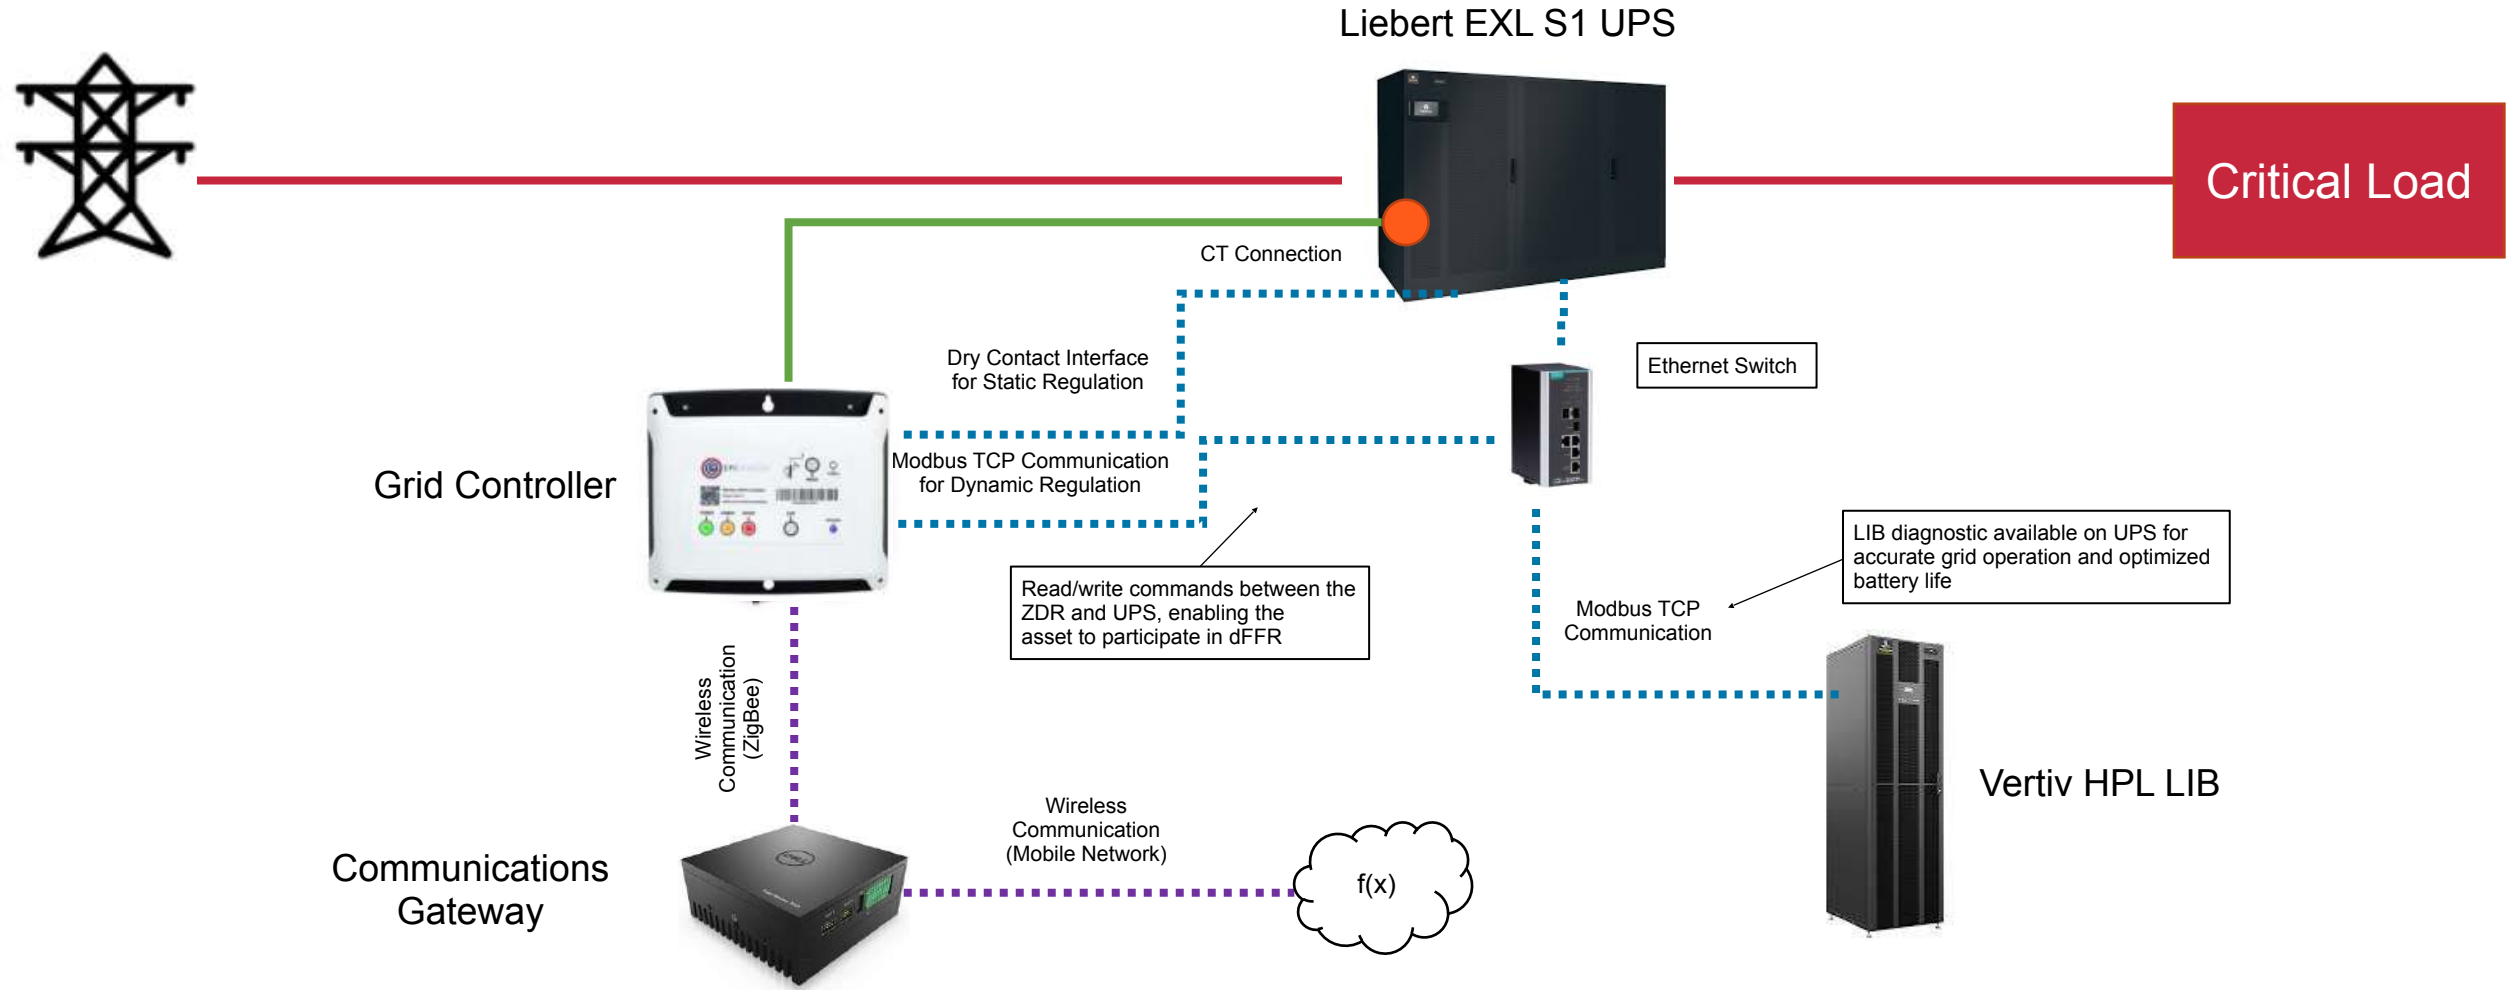 Liebert EXL S1 UPS
Critical Load
CT Connection
Dry Contact Interface
for Static Regulation
Ethernet Switch
Grid Controller
Modbus TCP Communication
for Dynamic Regulation
LIB diagnostic available on UPS for
accurate grid operation and optimized
battery life
Read/write commands between the
ZDR and UPS, enabling the
asset to participate in dFFR
Modbus TCP
Communication
Wireless
Communication
(ZigBee)
Vertiv HPL LIB
Wireless
Communication
(Mobile Network)
Communications
Gateway
DELL
f(x)